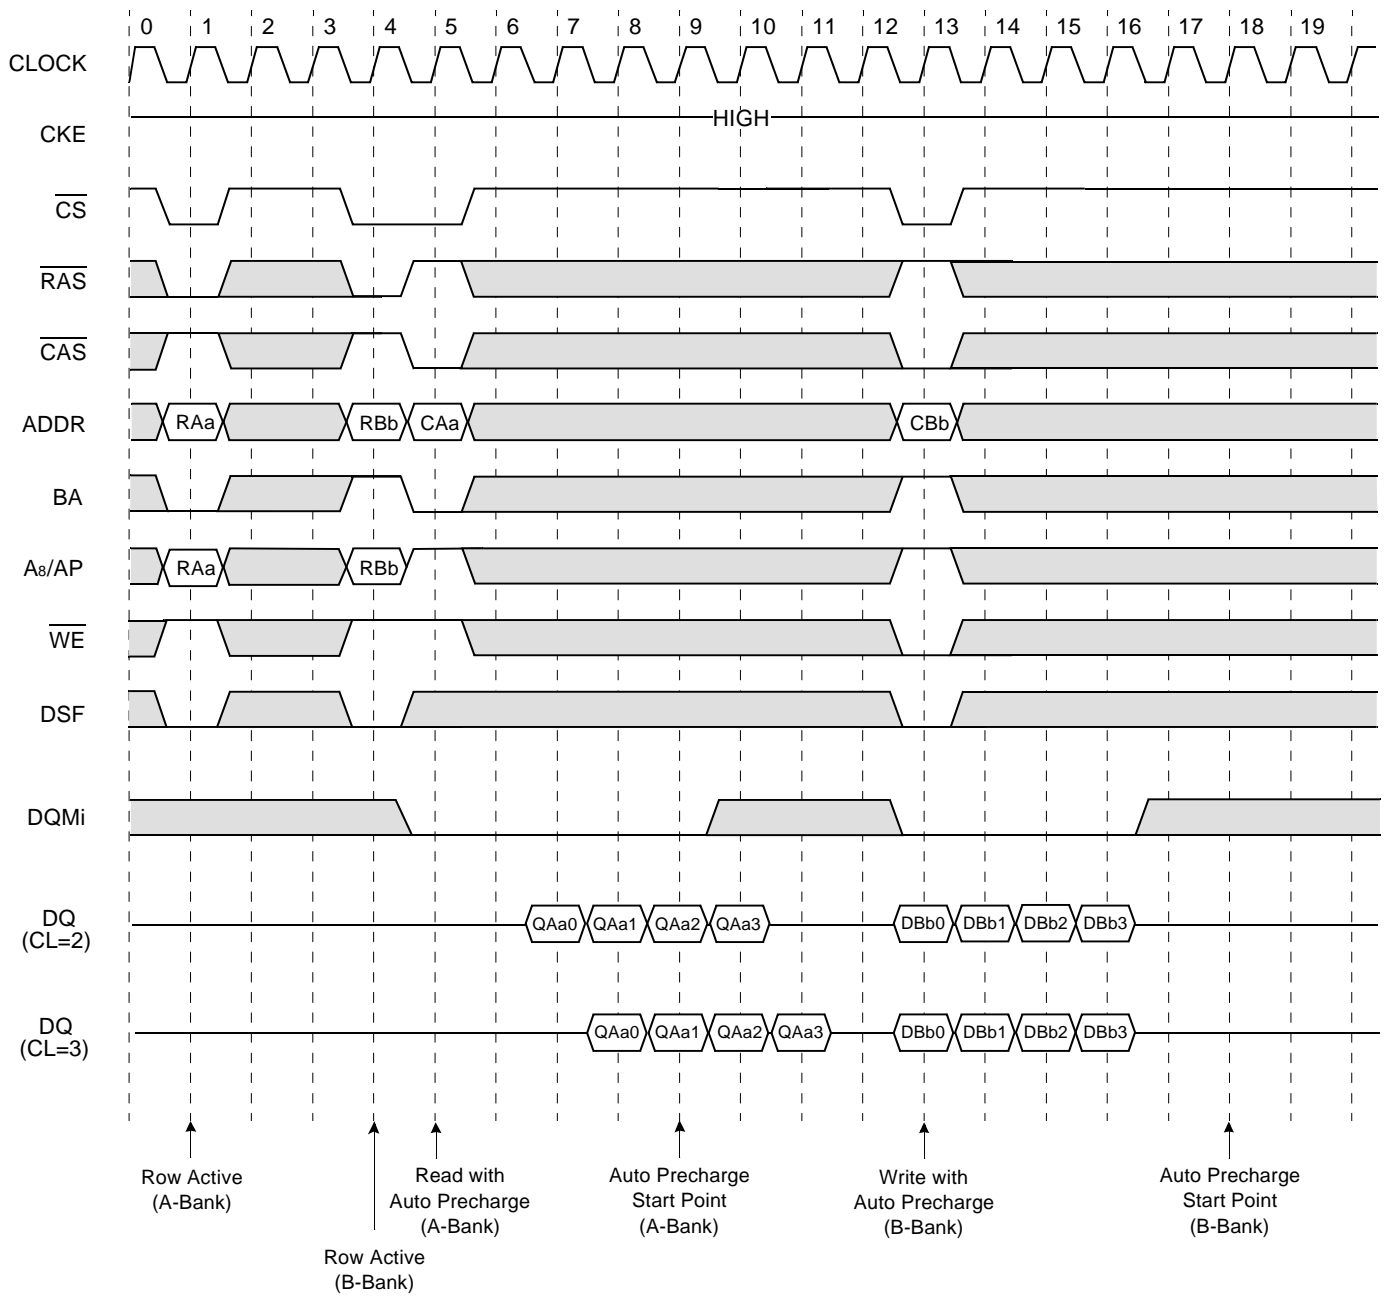 0 1 2 3 4 5 6 7 8 9 10 11 12 13 14 15 16 17 18 19
CLOCK
CKE
HIGH
CS
RAS
CAS
ADDR
RAa RBb CAa CBb
BA
A8/AP
RAa RBb
WE
DSF
DQMi
DQ
(CL=2)
QAa0 QAa1 QAa2 QAa3 DBb0 DBb1 DBb2 DBb3
DQ
(CL=3)
QAa0 QAa1 QAa2 QAa3 DBb0 DBb1 DBb2 DBb3
Row Active
(A-Bank)
Row Active
(B-Bank)
Read with
Auto Precharge
(A-Bank)
Auto Precharge
Start Point
(A-Bank)
Write with
Auto Precharge
(B-Bank)
Auto Precharge
Start Point
(B-Bank)